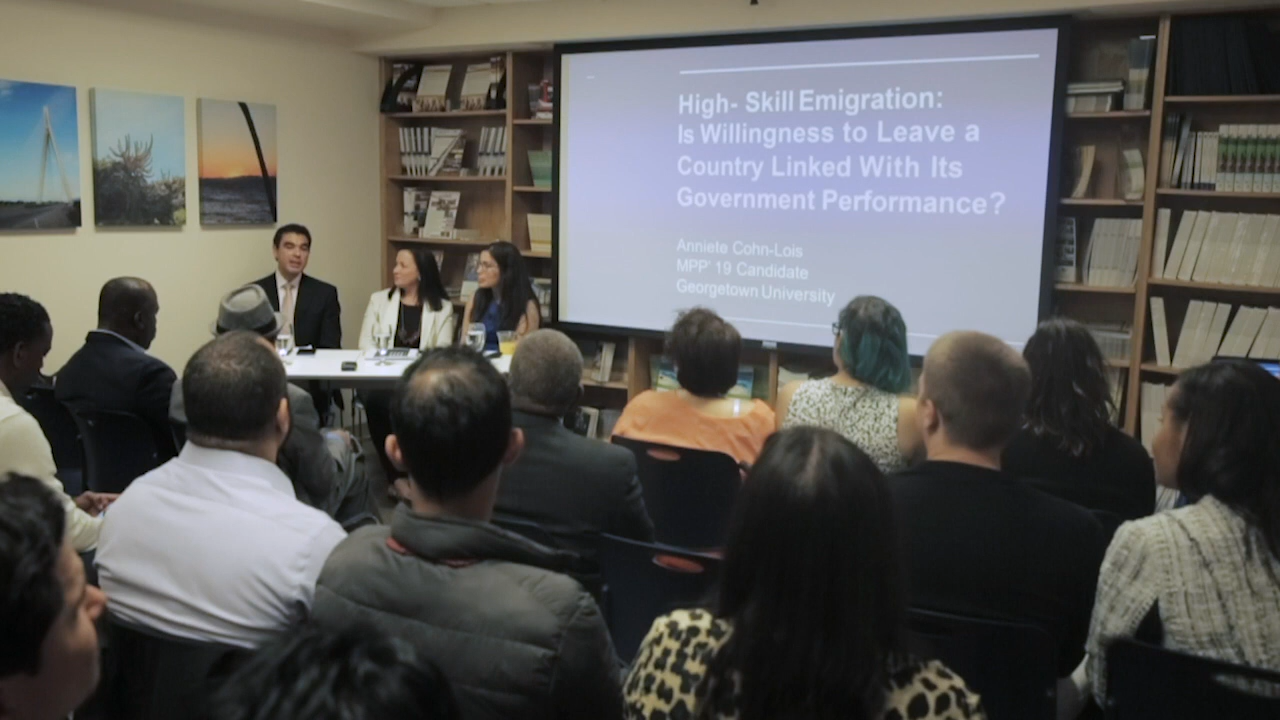 High- Skill Emigration:
Is Willingness to Leave a
Country Linked With Its
Government Performance?
Anniete Cohn-Lois
MPP' 19 Candidate
Georgetown University